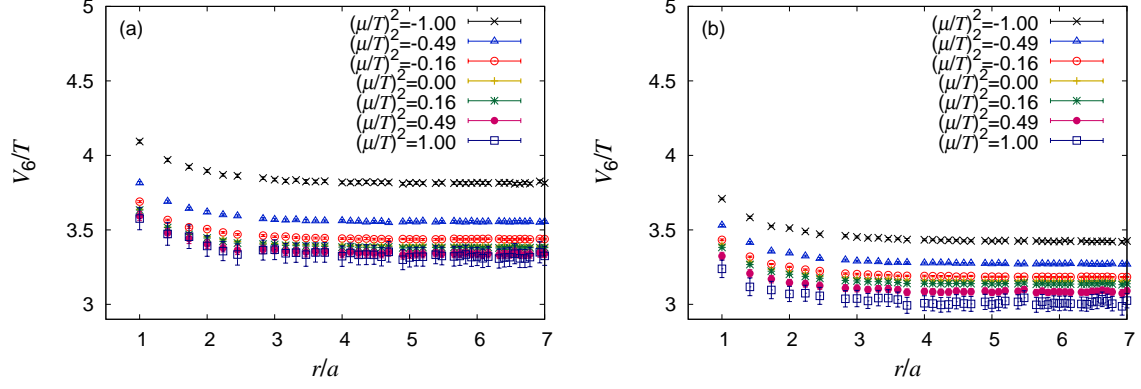 (a)
(μ/T)²=-1.00
(μ/T)²=-0.49
(μ/T)²=-0.16
(μ/T)²=0.00
(μ/T)²=0.16
(μ/T)²=0.49
(μ/T)²=1.00
5
4.5
4
3.5
3
V₆/T
1 2 3 4 5 6 7
r/a
(b)
(μ/T)²=-1.00
(μ/T)²=-0.49
(μ/T)²=-0.16
(μ/T)²=0.00
(μ/T)²=0.16
(μ/T)²=0.49
(μ/T)²=1.00
5
4.5
4
3.5
3
V₆/T
1 2 3 4 5 6 7
r/a